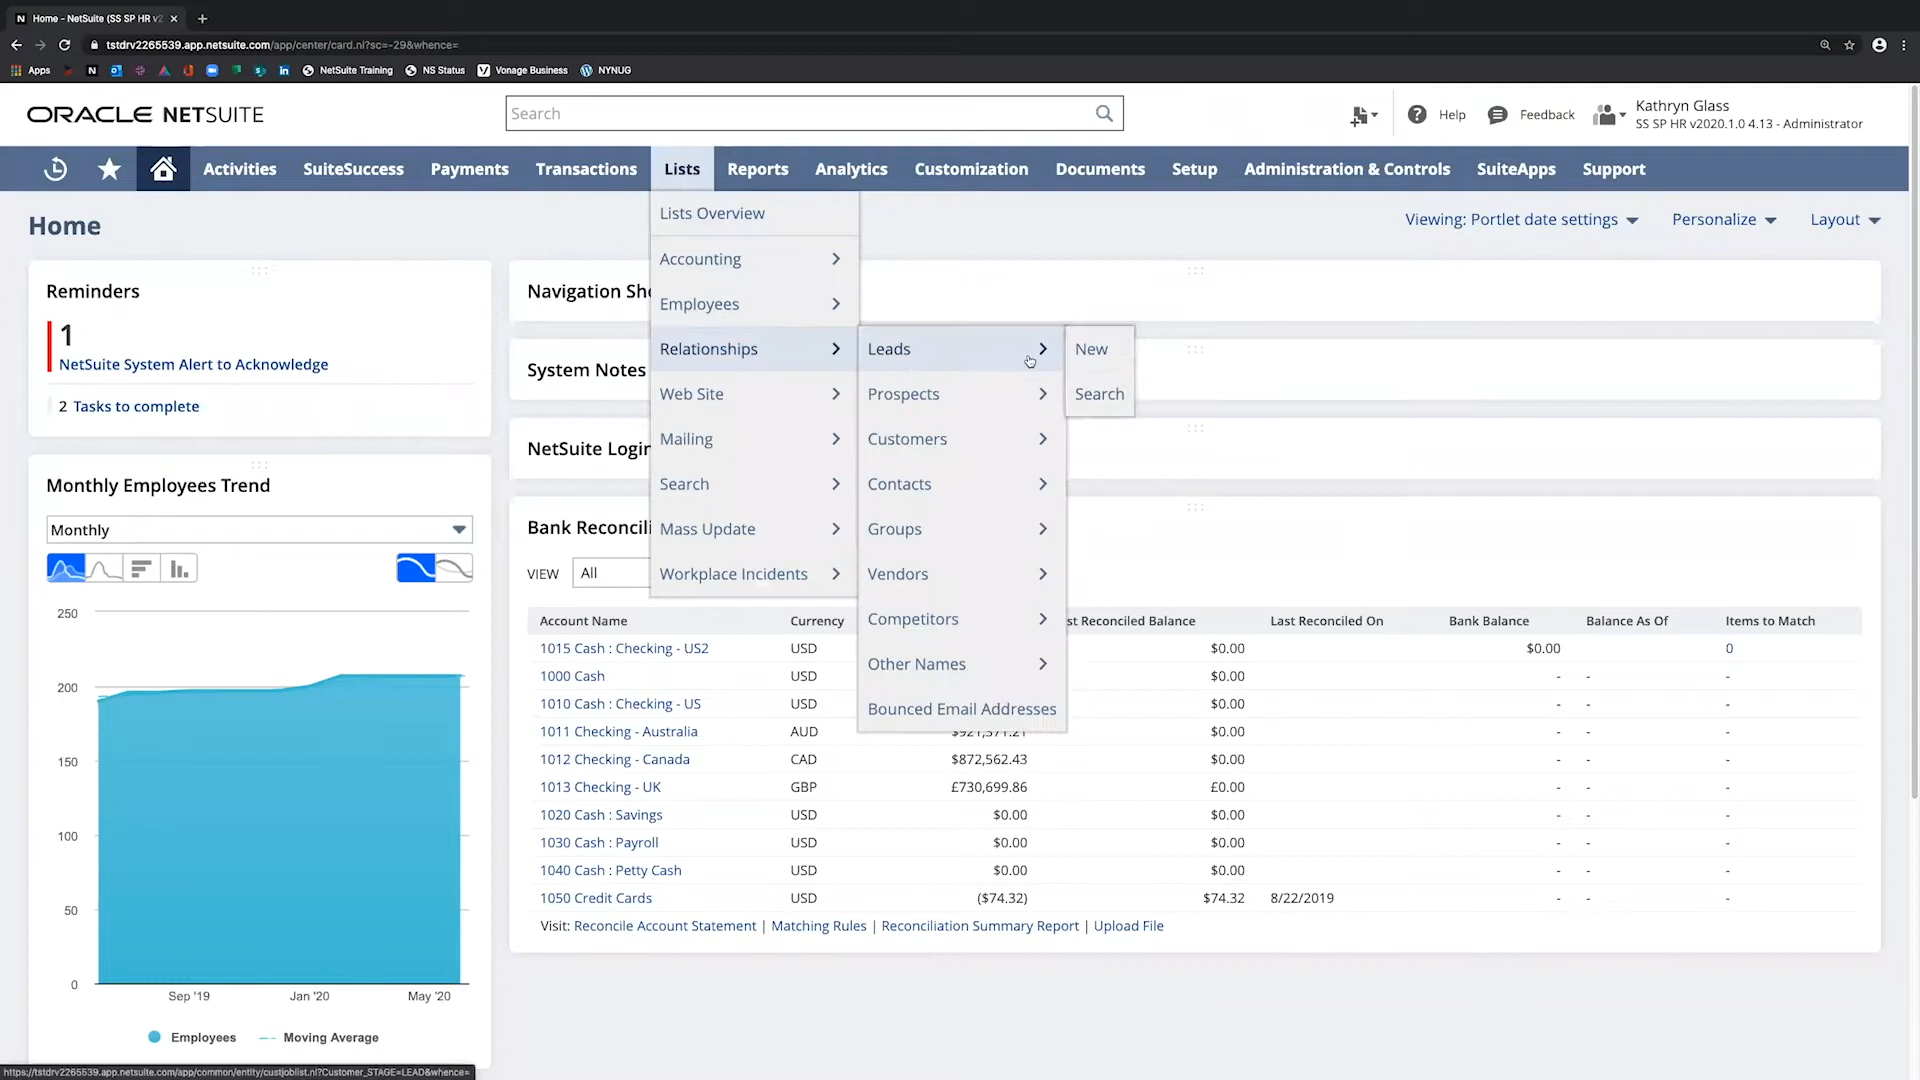 Home - NetSuite (SS SP HR v2
tstdrv2265539.app.netsuite.com/app/center/card.nl?sc=-29&whence=
Apps
NetSuite Training
NS Status
Vonage Business
NYNUG
ORACLE NETSUITE
Search
Help
Feedback
Kathryn Glass
SS SP HR v2020.1.0 4.13 - Administrator
Activities
SuiteSuccess
Payments
Transactions
Lists
Reports
Analytics
Customization
Documents
Setup
Administration & Controls
SuiteApps
Support
Home
Viewing: Portlet date settings
Personalize
Layout
Lists Overview
Accounting
Employees
Relationships
Web Site
Mailing
Search
Mass Update
Workplace Incidents
Leads
Prospects
Customers
Contacts
Groups
Vendors
Competitors
Other Names
Bounced Email Addresses
New
Search
Reminders
1
NetSuite System Alert to Acknowledge
2 Tasks to complete
Monthly Employees Trend
Monthly
250
200
150
100
50
0
Sep '19 Jan '20 May '20
Employees Moving Average
Navigation Sho
System Notes
NetSuite Login
Bank Reconcili
VIEW All
Account Name Currency st Reconciled Balance Last Reconciled On Bank Balance Balance As Of Items to Match
1015 Cash : Checking - US2 USD $0.00 $0.00 0
1000 Cash USD $0.00 - - -
1010 Cash : Checking - US USD $0.00 - - -
1011 Checking - Australia AUD $921,371.21 $0.00 - - -
1012 Checking - Canada CAD $872,562.43 $0.00 - - -
1013 Checking - UK GBP £730,699.86 £0.00 - - -
1020 Cash : Savings USD $0.00 $0.00 - - -
1030 Cash : Payroll USD $0.00 $0.00 - - -
1040 Cash : Petty Cash USD $0.00 $0.00 - - -
1050 Credit Cards USD ($74.32) $74.32 8/22/2019 - - -
Visit: Reconcile Account Statement | Matching Rules | Reconciliation Summary Report | Upload File
https://tstdrv2265539.app.netsuite.com/app/common/entity/custjoblist.nl?Customer_STAGE=LEAD&whence=